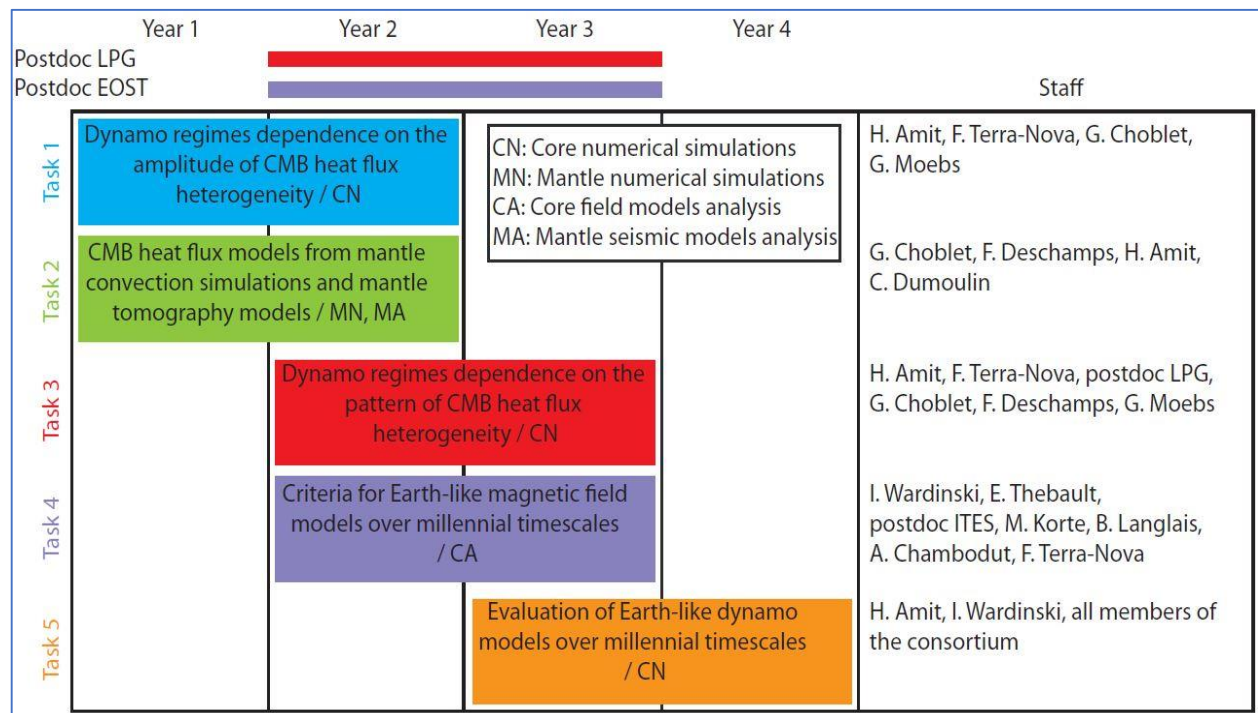 Year 1
Year 2
Year 3
Year 4
Postdoc LPG
Postdoc EOST
Staff
Task 1
Dynamo regimes dependence on the
amplitude of CMB heat flux
heterogeneity / CN
CN: Core numerical simulations
MN: Mantle numerical simulations
CA: Core field models analysis
MA: Mantle seismic models analysis
H. Amit, F. Terra-Nova, G. Choblet,
G. Moebs
Task 2
CMB heat flux models from mantle
convection simulations and mantle
tomography models / MN, MA
G. Choblet, F. Deschamps, H. Amit,
C. Dumoulin
Task 3
Dynamo regimes dependence on the
pattern of CMB heat flux
heterogeneity / CN
H. Amit, F. Terra-Nova, postdoc LPG,
G. Choblet, F. Deschamps, G. Moebs
Task 4
Criteria for Earth-like magnetic field
models over millennial timescales
/ CA
I. Wardinski, E. Thebault,
postdoc ITES, M. Korte, B. Langlais,
A. Chambodut, F. Terra-Nova
Task 5
Evaluation of Earth-like dynamo
models over millennial timescales
/ CN
H. Amit, I. Wardinski, all members of
the consortium